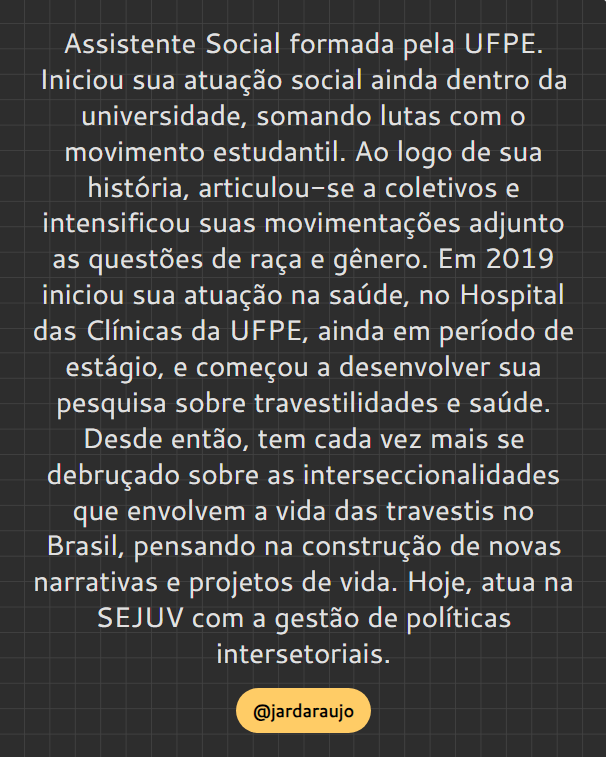 Assistente Social formada pela UFPE.
Iniciou sua atuação social ainda dentro da
universidade, somando lutas com o
movimento estudantil. Ao logo de sua
história, articulou-se a coletivos e
intensificou suas movimentações adjunto
as questões de raça e gênero. Em 2019
iniciou sua atuação na saúde, no Hospital
das Clínicas da UFPE, ainda em período de
estágio, e começou a desenvolver sua
pesquisa sobre travestilidades e saúde.
Desde então, tem cada vez mais se
debruçado sobre as interseccionalidades
que envolvem a vida das travestis no
Brasil, pensando na construção de novas
narrativas e projetos de vida. Hoje, atua na
SEJUV com a gestão de políticas
intersetoriais.
@jardaraujo